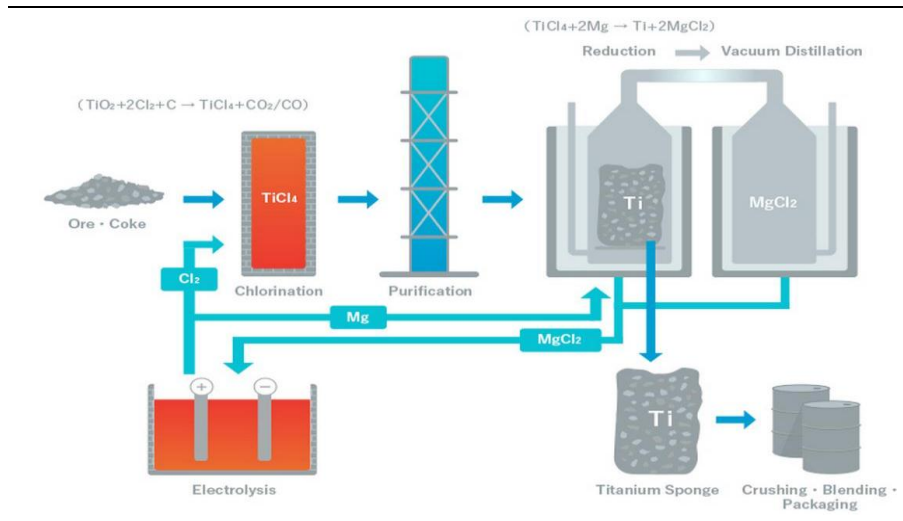 (TiCl₄+2Mg → Ti+2MgCl₂)
Reduction → Vacuum Distillation
(TiO₂+2Cl₂+C → TiCl₄+CO₂/CO)
TiCl₄
Ti
MgCl₂
Ore・Coke
Cl₂
Chlorination
Purification
Mg
MgCl₂
+ −
Ti
Electrolysis
Titanium Sponge
Crushing・Blending・
Packaging